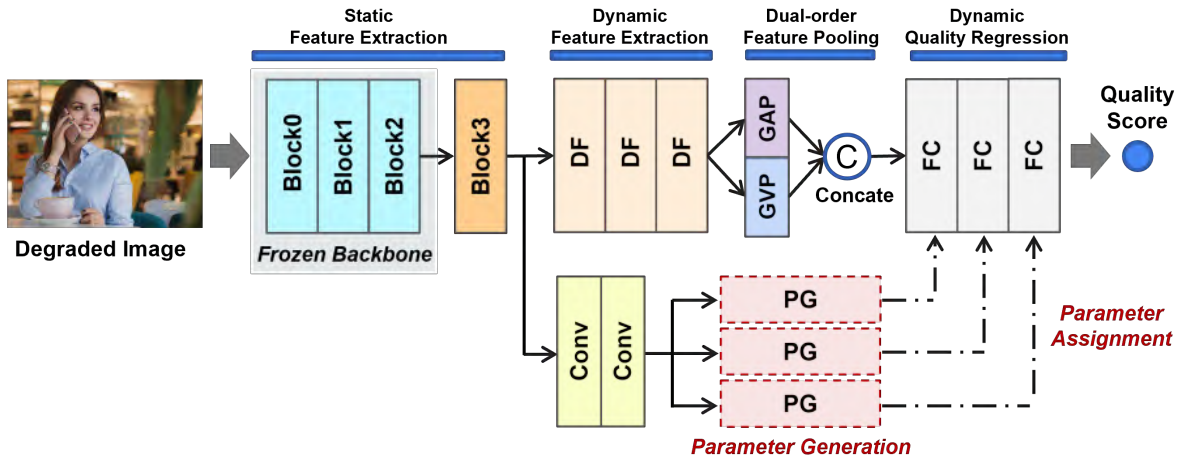 Static
Feature Extraction
Dynamic
Feature Extraction
Dual-order
Feature Pooling
Dynamic
Quality Regression
Degraded Image
Block0
Block1
Block2
Frozen Backbone
Block3
DF
DF
DF
GAP
GVP
C
Concate
FC
FC
FC
Quality
Score
Conv
Conv
PG
PG
PG
Parameter Generation
Parameter
Assignment